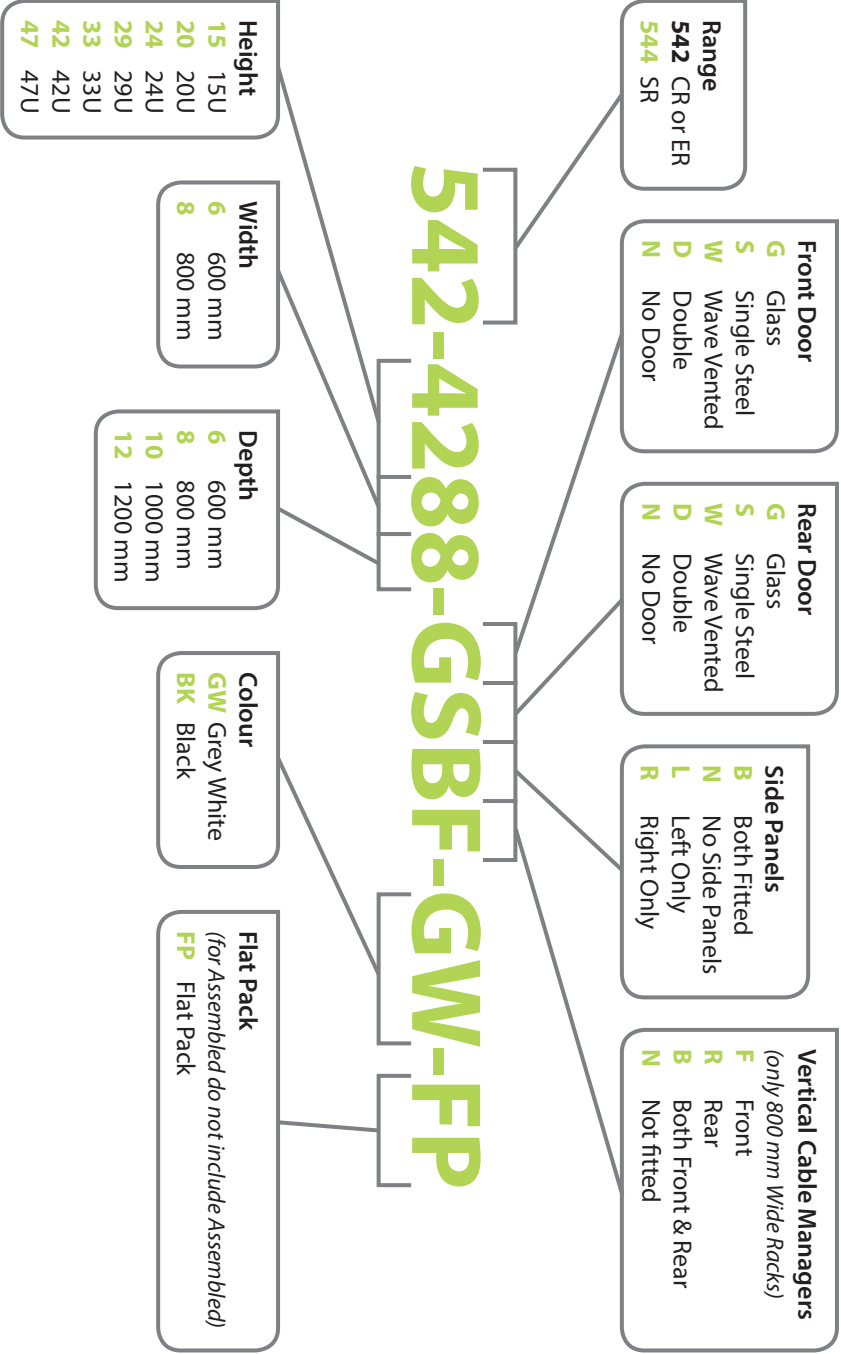 Range
542 CR or ER
544 SR
Front Door
G Glass
S Single Steel
W Wave Vented
D Double
N No Door
Rear Door
G Glass
S Single Steel
W Wave Vented
D Double
N No Door
Side Panels
B Both Fitted
N No Side Panels
L Left Only
R Right Only
Vertical Cable Managers
(only 800 mm Wide Racks)
F Front
R Rear
B Both Front & Rear
N Not fitted
542-4288-GSBF-GW-FP
Height
15 15U
20 20U
24 24U
29 29U
33 33U
42 42U
47 47U
Width
6 600 mm
8 800 mm
Depth
6 600 mm
8 800 mm
10 1000 mm
12 1200 mm
Colour
GW Grey White
BK Black
Flat Pack
(for Assembled do not include Assembled)
FP Flat Pack